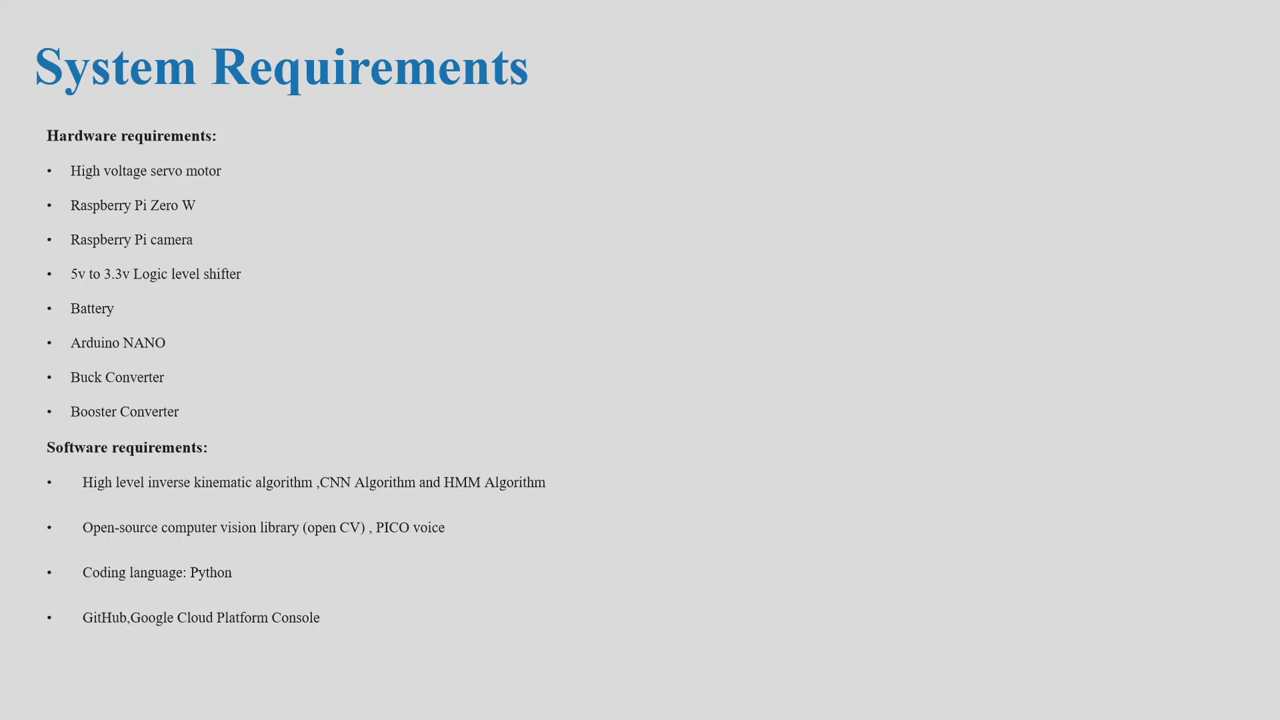 System Requirements
Hardware requirements:
• High voltage servo motor
• Raspberry Pi Zero W
• Raspberry Pi camera
• 5v to 3.3v Logic level shifter
• Battery
• Arduino NANO
• Buck Converter
• Booster Converter
Software requirements:
• High level inverse kinematic algorithm ,CNN Algorithm and HMM Algorithm
• Open-source computer vision library (open CV) , PICO voice
• Coding language: Python
• GitHub,Google Cloud Platform Console